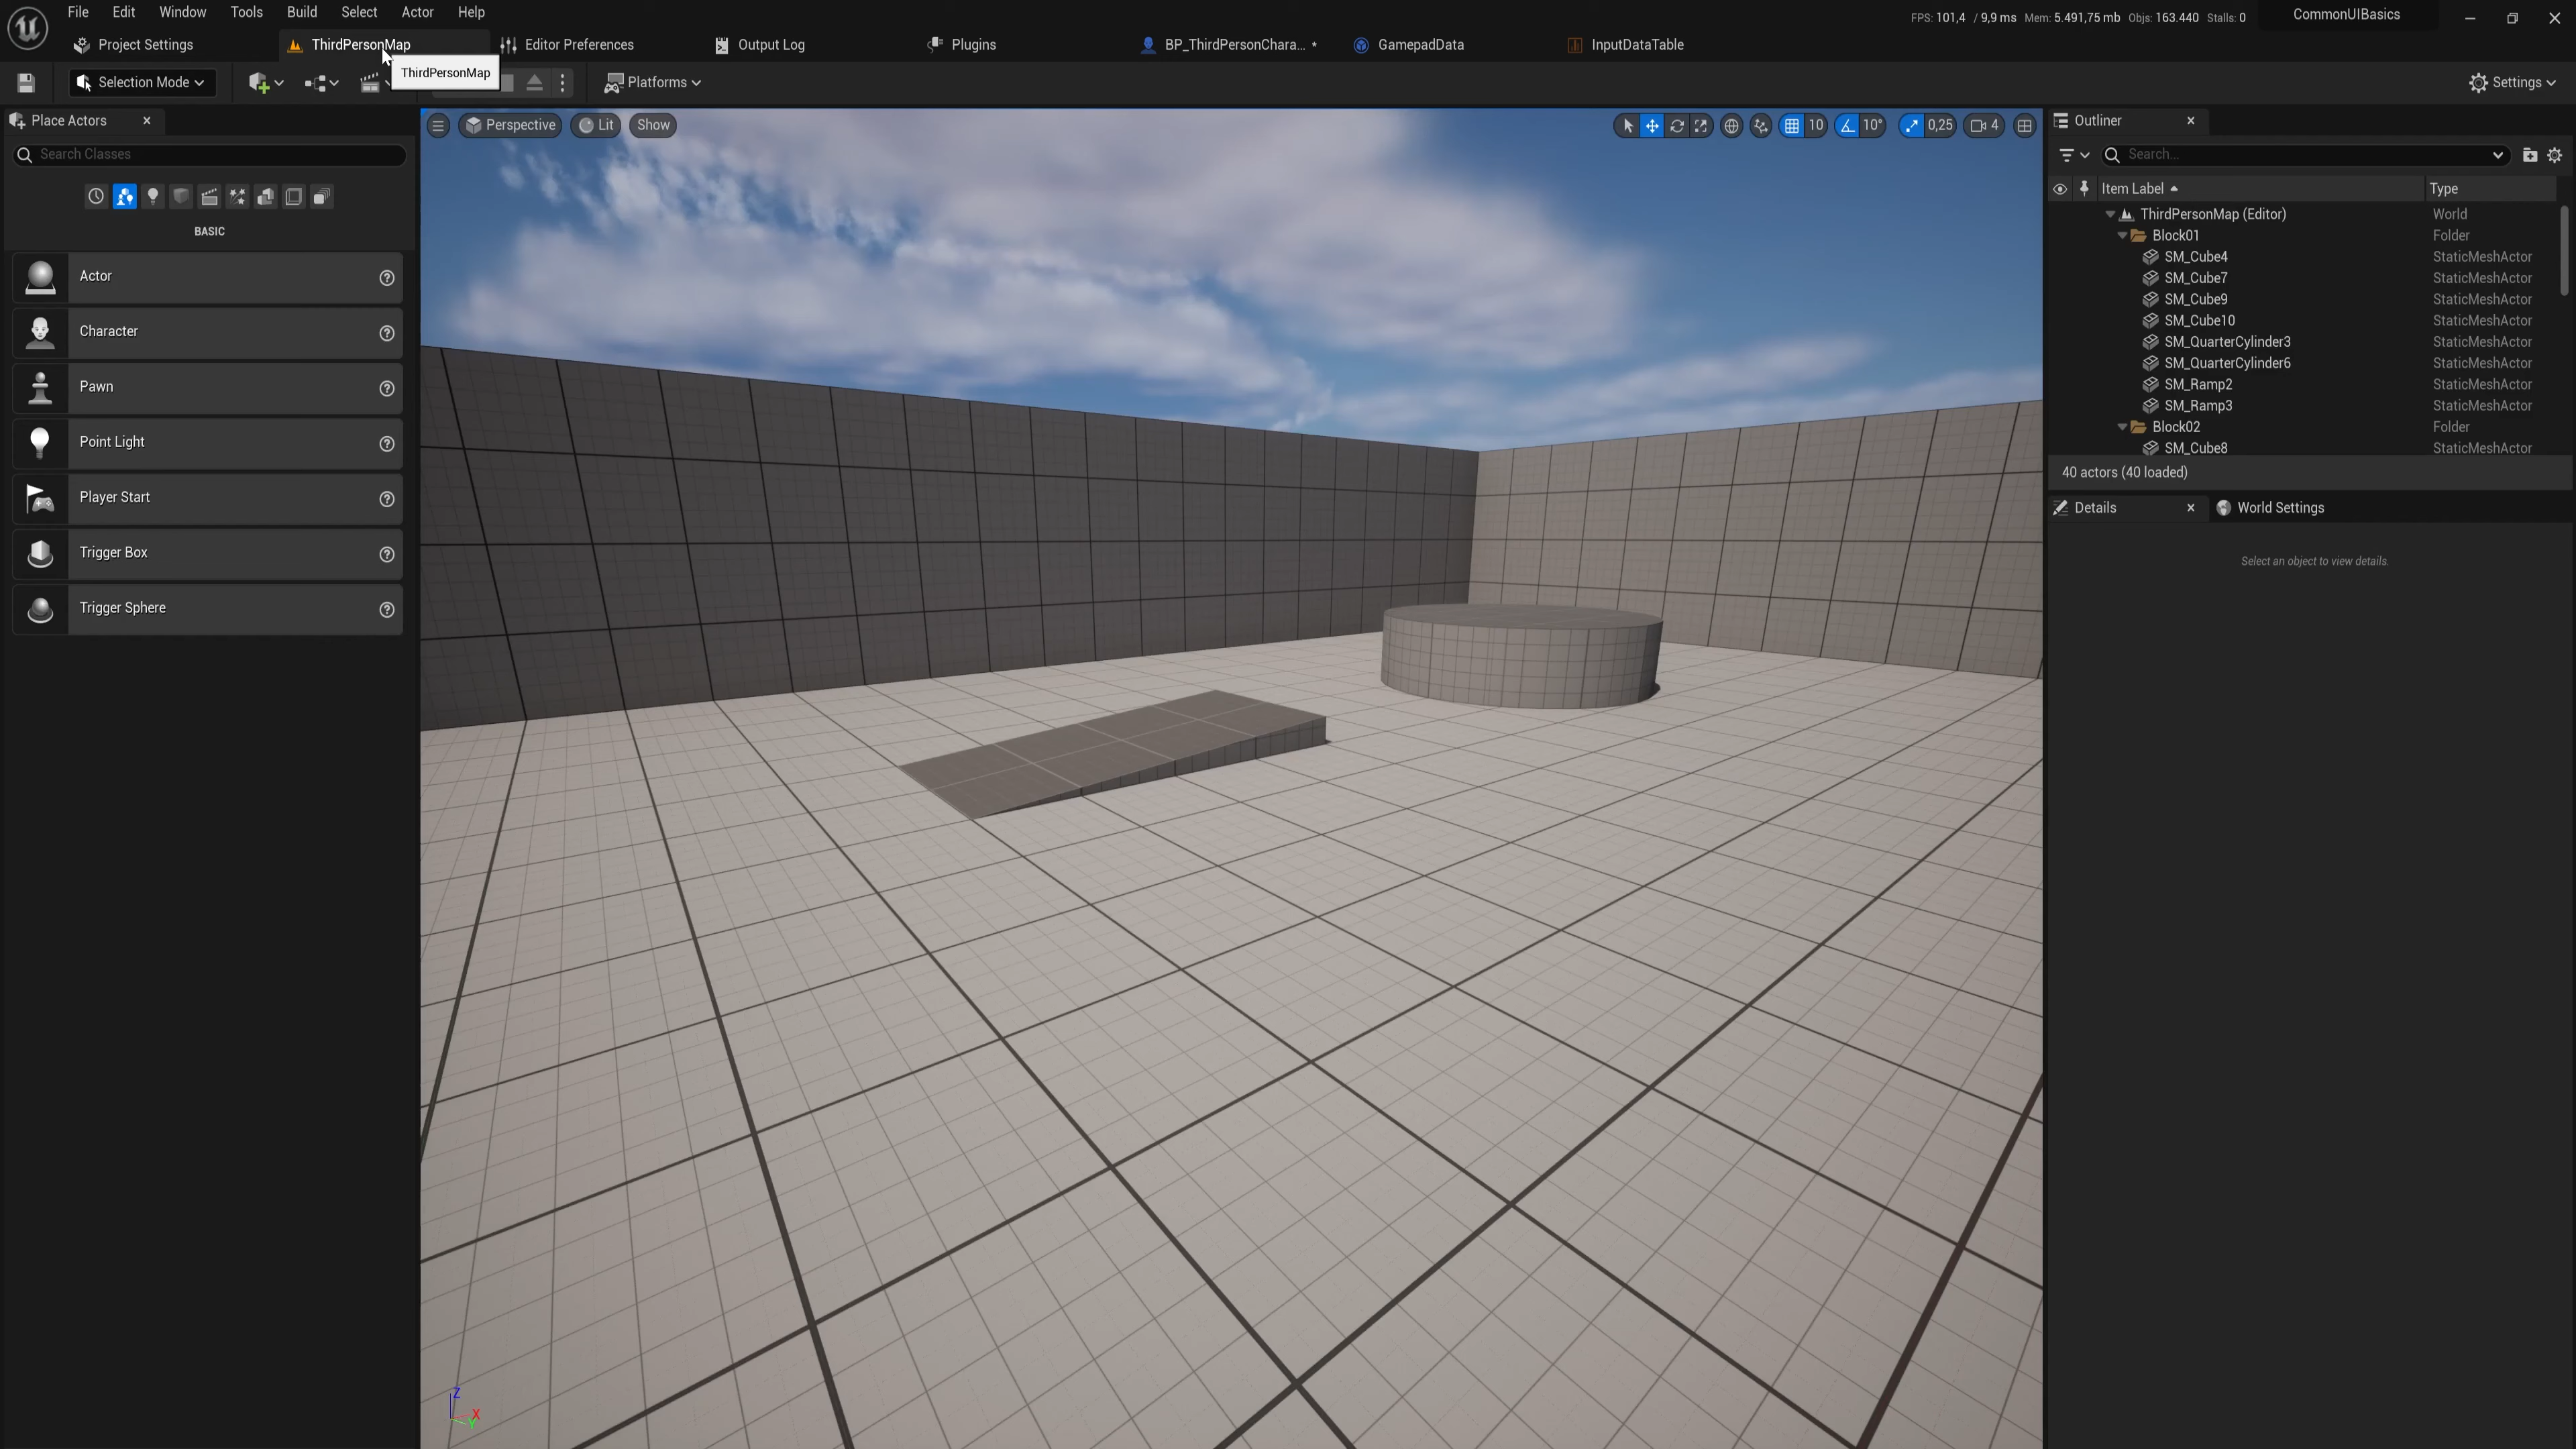 File Edit Window Tools Build Select Actor Help
FPS: 101,4 / 9,9 ms Mem: 5.491,75 mb Objs: 163.440 Stalls: 0 CommonUIBasics
Project Settings ThirdPersonMap Editor Preferences Output Log Plugins BP_ThirdPersonChara... * GamepadData InputDataTable
ThirdPersonMap
Selection Mode Platforms Settings
Place Actors
Search Classes
BASIC
Actor
Character
Pawn
Point Light
Player Start
Trigger Box
Trigger Sphere
Perspective Lit Show 10 10° 0,25 4
Z
X
Y
Outliner
Search...
Item Label Type
ThirdPersonMap (Editor) World
Block01 Folder
SM_Cube4 StaticMeshActor
SM_Cube7 StaticMeshActor
SM_Cube9 StaticMeshActor
SM_Cube10 StaticMeshActor
SM_QuarterCylinder3 StaticMeshActor
SM_QuarterCylinder6 StaticMeshActor
SM_Ramp2 StaticMeshActor
SM_Ramp3 StaticMeshActor
Block02 Folder
SM_Cube8 StaticMeshActor
40 actors (40 loaded)
Details World Settings
Select an object to view details.